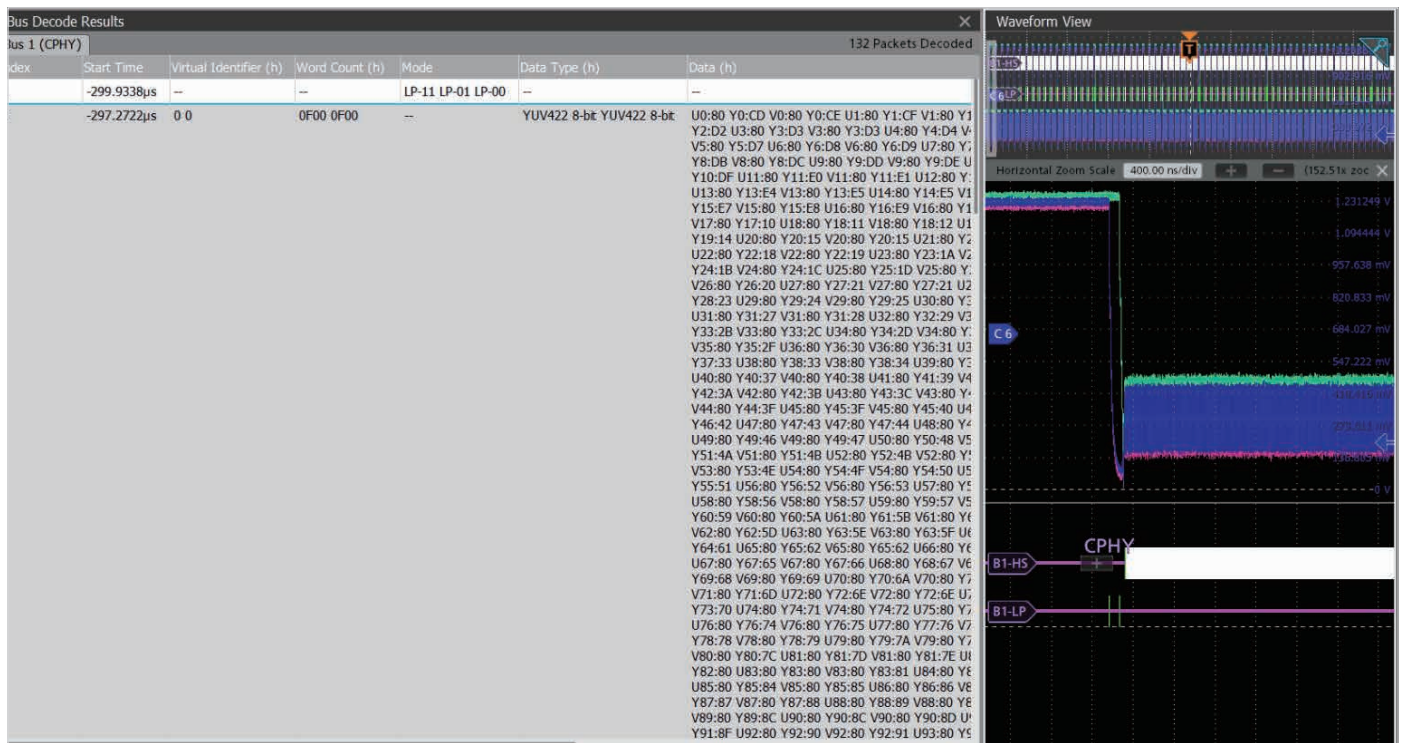 Bus Decode Results
Bus 1 (CPHY) 132 Packets Decoded
Start Time Virtual Identifier (h) Word Count (h) Mode Data Type (h) Data (h)
-299.9338µs -- -- LP-11 LP-01 LP-00 -- --
-297.2722µs 0 0 0F00 0F00 -- YUV422 8-bit YUV422 8-bit U0:80 Y0:CD V0:80 Y0:CE U1:80 Y1:CF V1:80
Y2:D2 U3:80 Y3:D3 V3:80 Y3:D3 U4:80 Y4:D4
V5:80 Y5:D7 U6:80 Y6:D8 V6:80 Y6:D9 U7:80
Y8:DB V8:80 Y8:DC U9:80 Y9:DD V9:80 Y9:DE
Y10:DF U11:80 Y11:E0 V11:80 Y11:E1 U12:80
U13:80 Y13:E4 V13:80 Y13:E5 U14:80 Y14:E5
Y15:E7 V15:80 Y15:E8 U16:80 Y16:E9 V16:80
V17:80 Y17:10 U18:80 Y18:11 V18:80 Y18:12
Y19:14 U20:80 Y20:15 V20:80 Y20:15 U21:80
U22:80 Y22:18 V22:80 Y22:19 U23:80 Y23:1A
Y24:1B V24:80 Y24:1C U25:80 Y25:1D V25:80
V26:80 Y26:20 U27:80 Y27:21 V27:80 Y27:21
Y28:23 U29:80 Y29:24 V29:80 Y29:25 U30:80
U31:80 Y31:27 V31:80 Y31:28 U32:80 Y32:29
Y33:2B V33:80 Y33:2C U34:80 Y34:2D V34:80
V35:80 Y35:2F U36:80 Y36:30 V36:80 Y36:31
Y37:33 U38:80 Y38:33 V38:80 Y38:34 U39:80
U40:80 Y40:37 V40:80 Y40:38 U41:80 Y41:39
Y42:3A V42:80 Y42:3B U43:80 Y43:3C V43:80
V44:80 Y44:3F U45:80 Y45:3F V45:80 Y45:40
Y46:42 U47:80 Y47:43 V47:80 Y47:44 U48:80
U49:80 Y49:46 V49:80 Y49:47 U50:80 Y50:48
Y51:4A V51:80 Y51:4B U52:80 Y52:4B V52:80
V53:80 Y53:4E U54:80 Y54:4F V54:80 Y54:50
Y55:51 U56:80 Y56:52 V56:80 Y56:53 U57:80
U58:80 Y58:56 V58:80 Y58:57 U59:80 Y59:57
Y60:59 V60:80 Y60:5A U61:80 Y61:5B V61:80
V62:80 Y62:5D U63:80 Y63:5E V63:80 Y63:5F
Y64:61 U65:80 Y65:62 V65:80 Y65:62 U66:80
U67:80 Y67:65 V67:80 Y67:66 U68:80 Y68:67
Y69:68 V69:80 Y69:69 U70:80 Y70:6A V70:80
V71:80 Y71:6D U72:80 Y72:6E V72:80 Y72:6E
Y73:70 U74:80 Y74:71 V74:80 Y74:72 U75:80
U76:80 Y76:74 V76:80 Y76:75 U77:80 Y77:76
Y78:78 V78:80 Y78:79 U79:80 Y79:7A V79:80
V80:80 Y80:7C U81:80 Y81:7D V81:80 Y81:7E
Y82:80 U83:80 Y83:80 V83:80 Y83:81 U84:80
U85:80 Y85:84 V85:80 Y85:85 U86:80 Y86:86
Y87:87 V87:80 Y87:88 U88:80 Y88:89 V88:80
V89:80 Y89:8C U90:80 Y90:8C V90:80 Y90:8D
Y91:8F U92:80 Y92:90 V92:80 Y92:91 U93:80
Waveform View
T
B1-HS
902.916 mV
C 6 LP
Horizontal Zoom Scale 400.00 ns/div + − (152.51x zoo
1.231249 V
1.094444 V
957.638 mV
820.833 mV
C 6
684.027 mV
547.222 mV
0 V
CPHY
B1-HS +
B1-LP